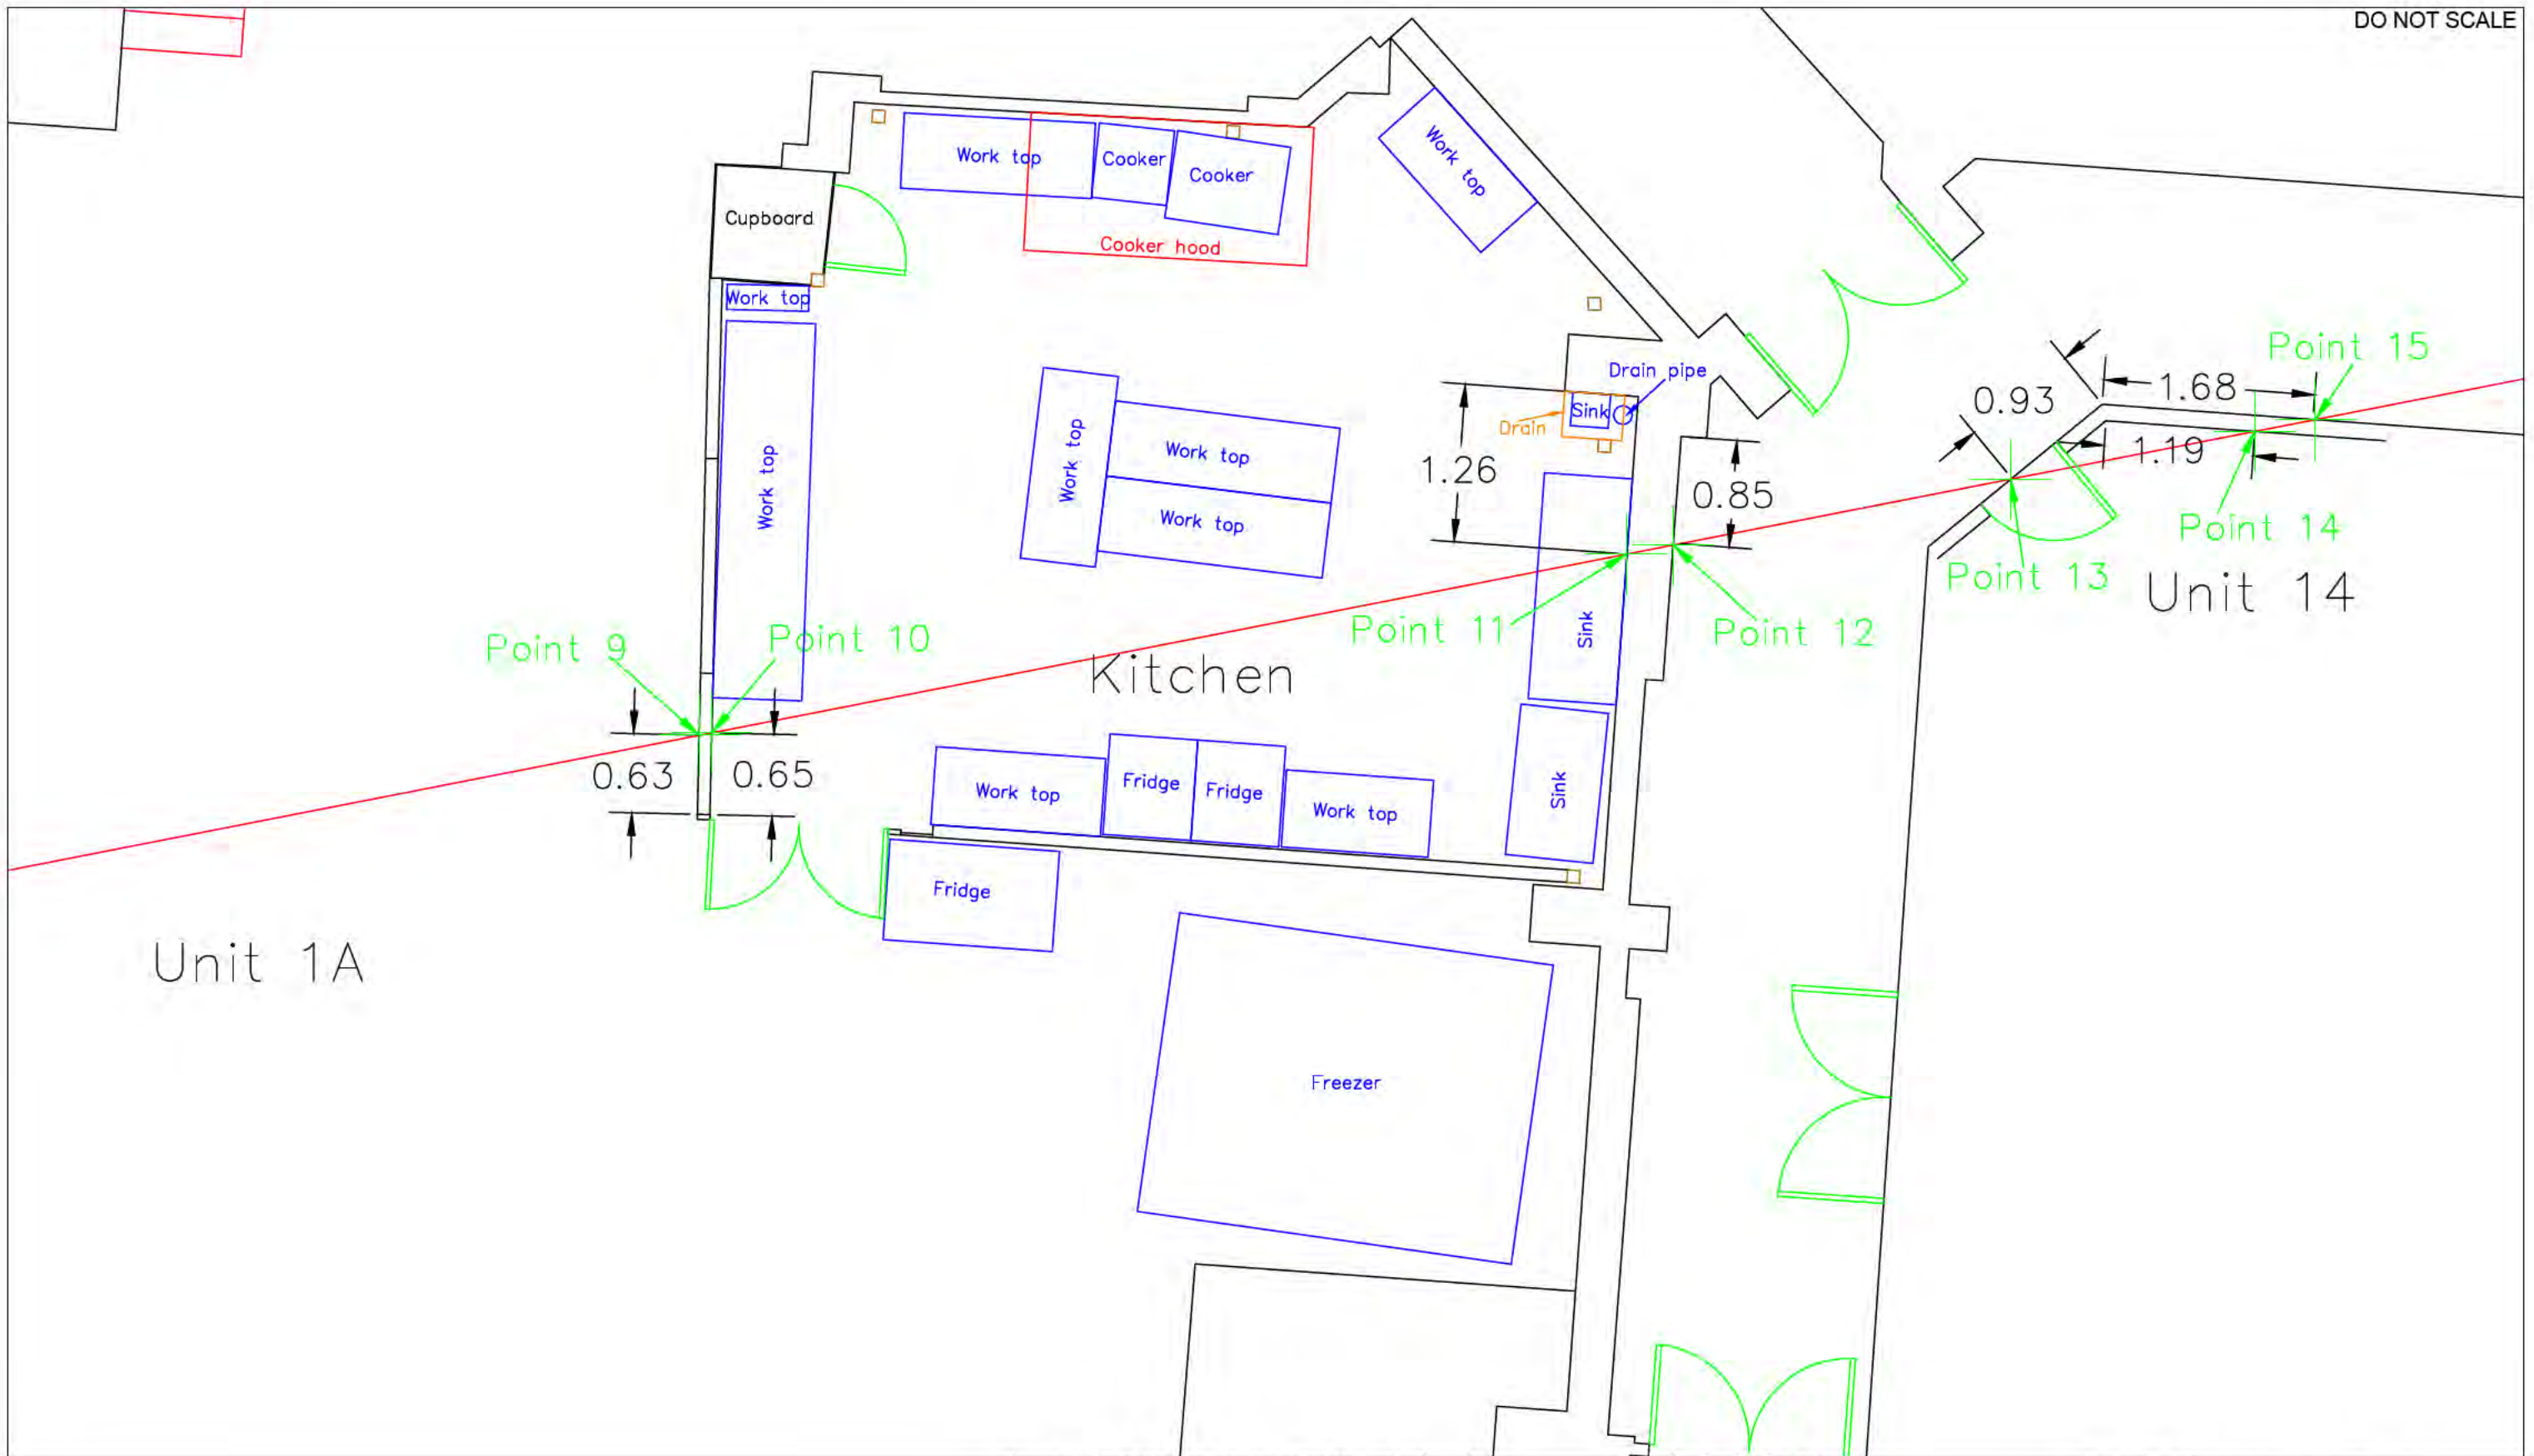 DO NOT SCALE
Work top
Cooker
Cooker
Work top
Cupboard
Cooker hood
Work top
Point 15
Drain pipe
Sink
1.68
0.93
Drain
Work top
Work top
Work top
Work top
1.26
1.19
0.85
Work top
Point 14
Point 13
Unit 14
Point 9
Point 10
Point 11
Point 12
Sink
Kitchen
0.63
0.65
Work top
Fridge
Fridge
Work top
Sink
Fridge
Unit 1A
Freezer